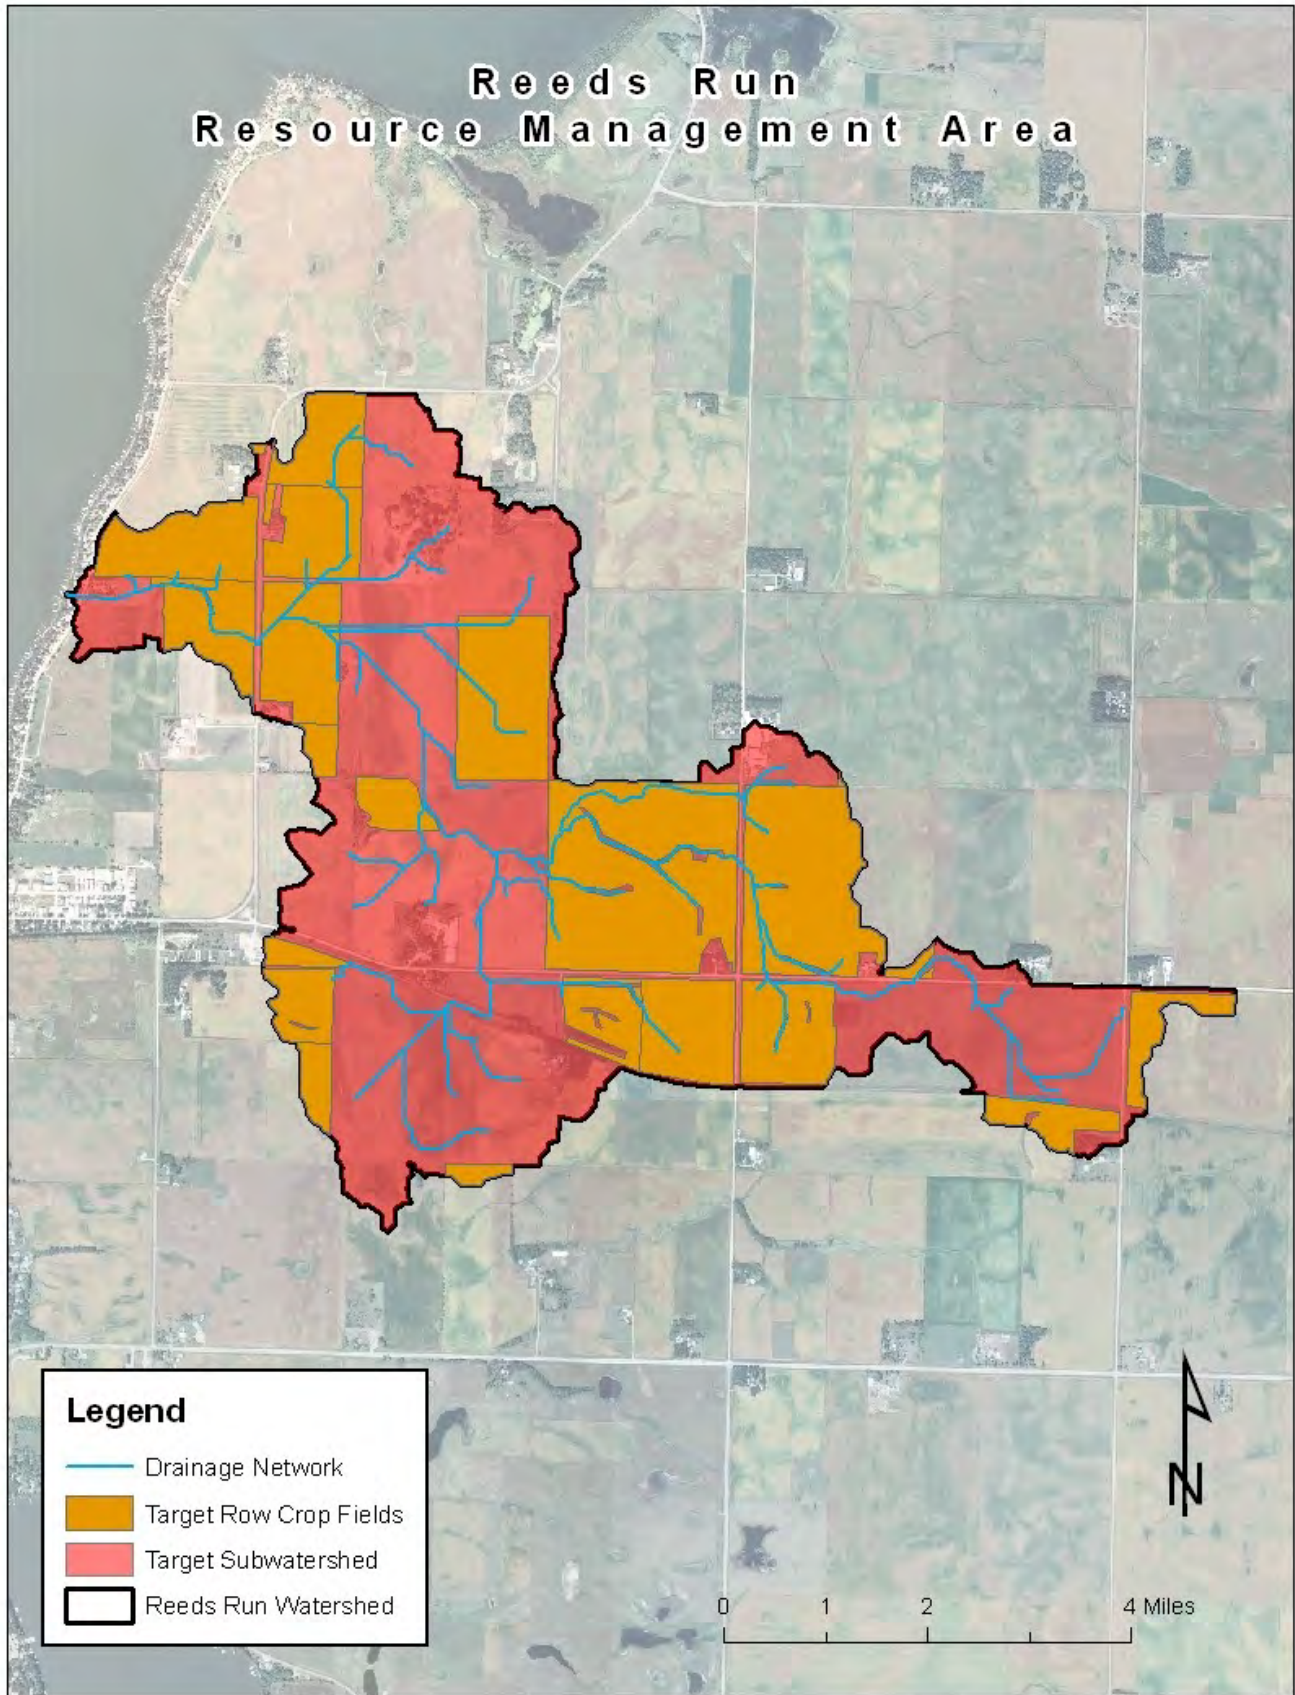 Reeds Run
Resource Management Area
Legend
Drainage Network
Target Row Crop Fields
Target Subwatershed
Reeds Run Watershed
N
0 1 2 4 Miles